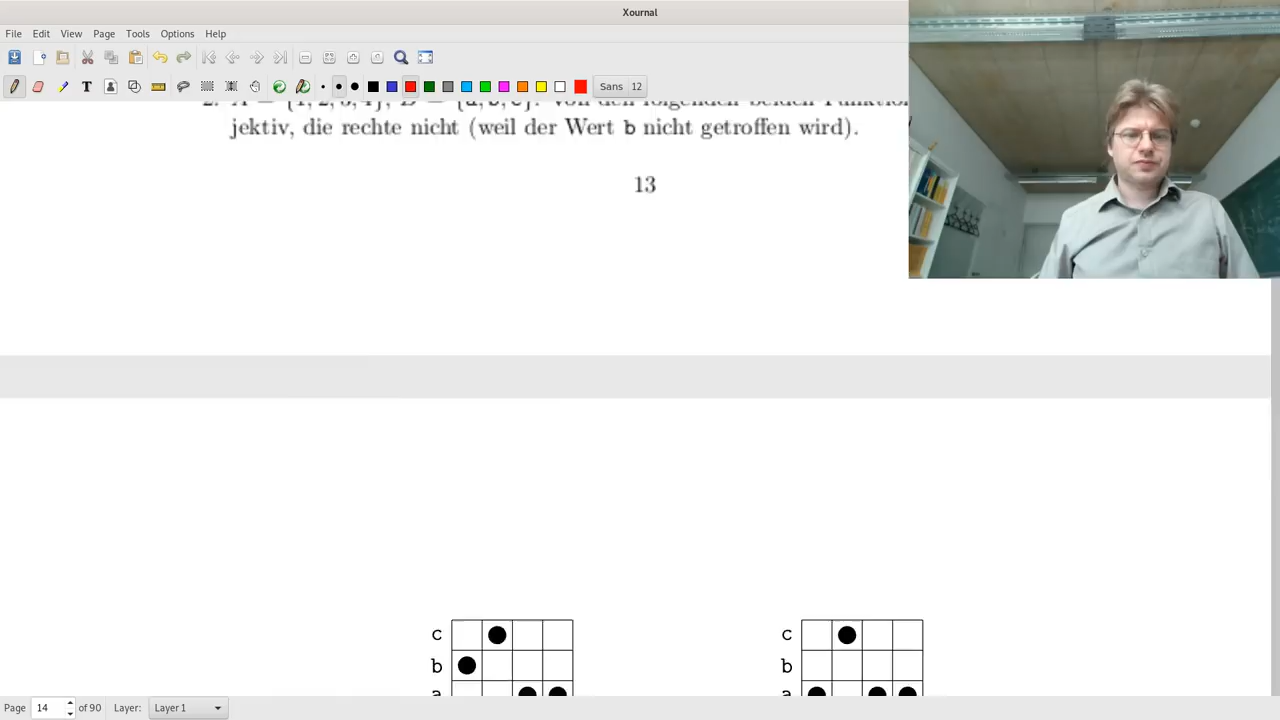 Xournal
File Edit View Page Tools Options Help
T Sans 12
jektiv, die rechte nicht (weil der Wert b nicht getroffen wird).
13
c c
b b
a a
Page 14 of 90 Layer: Layer 1